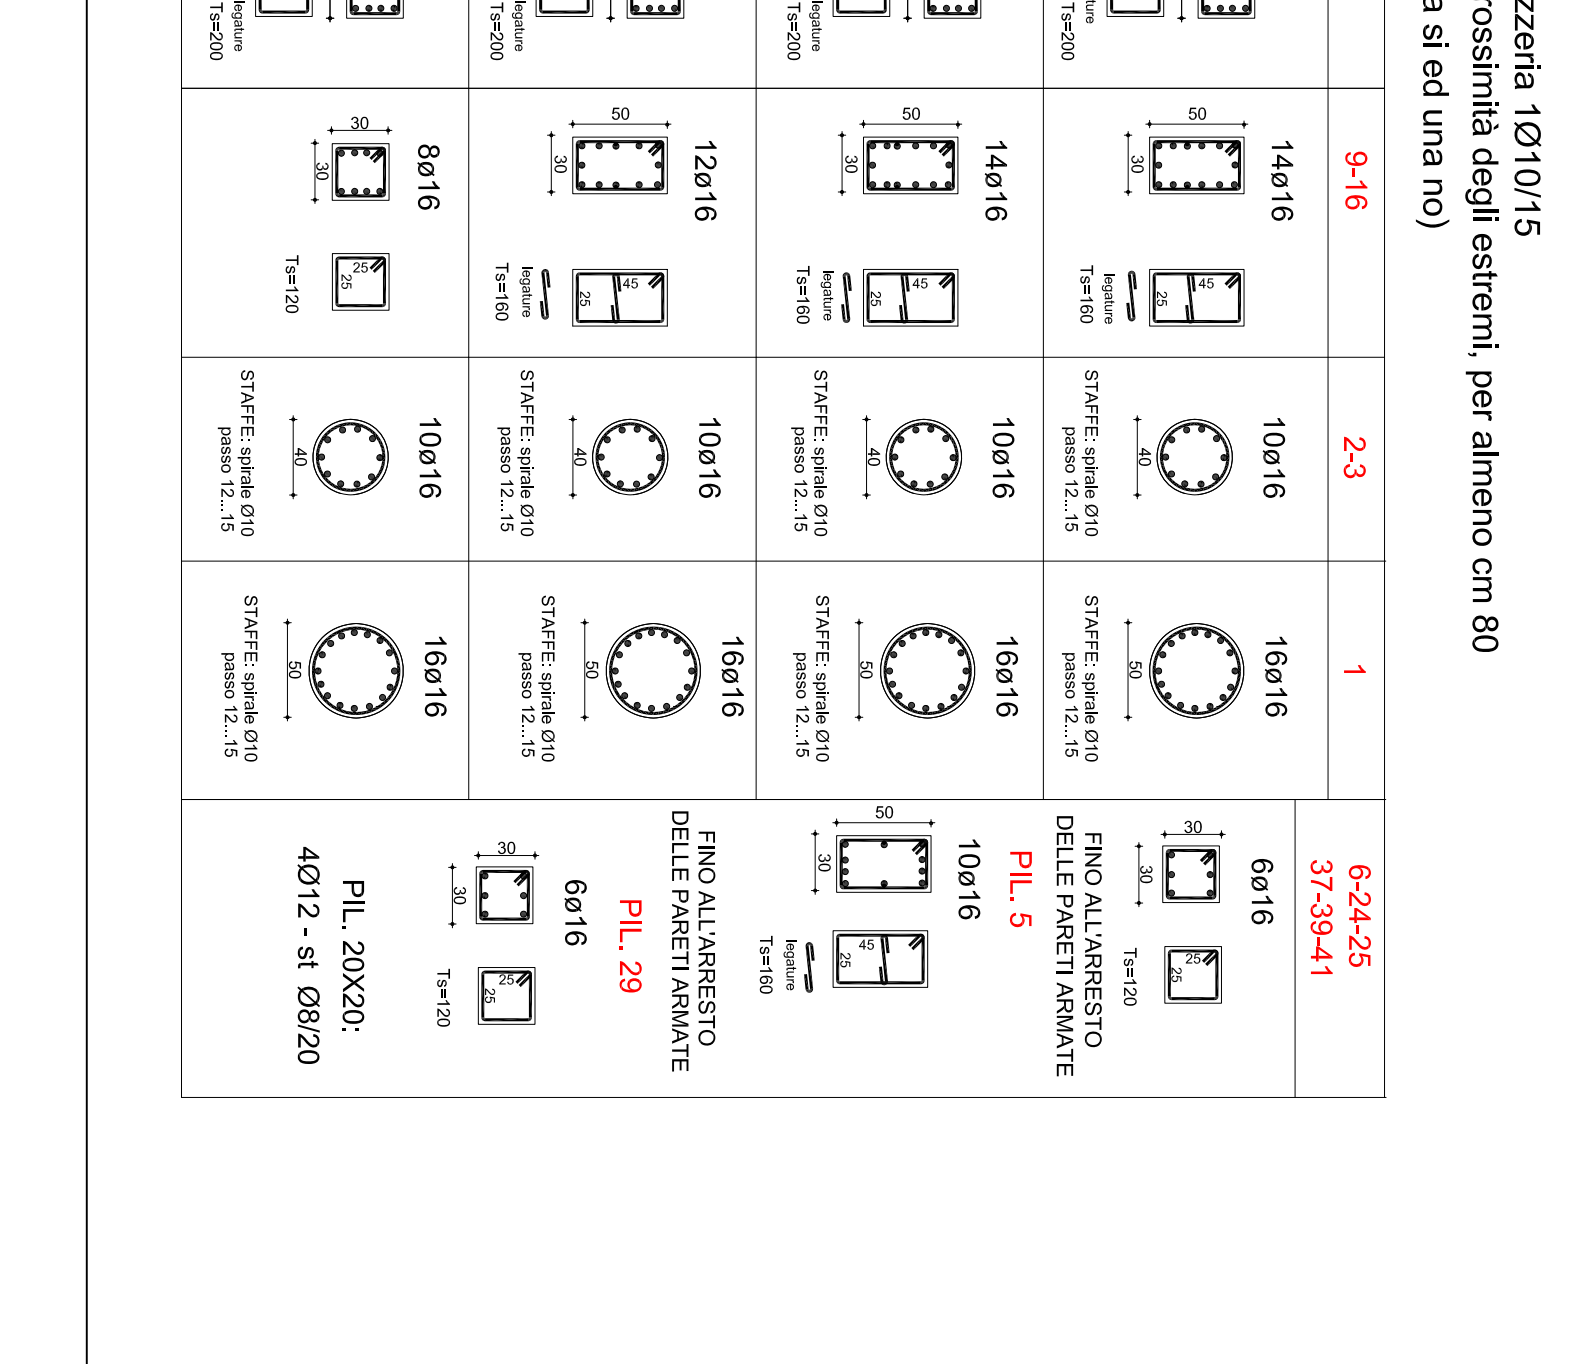 zzeria 1Ø10/15
rossimità degli estremi, per almeno cm 80
a si ed una no)
9-16
2-3
1
6-24-25
37-39-41
legature
Ts=200
legature
Ts=200
legature
Ts=200
ture
Ts=200
14ø16
50
30
45
25
legature
Ts=160
14ø16
50
30
45
25
legature
Ts=160
12ø16
50
30
45
25
legature
Ts=160
8ø16
30
30
25
25
Ts=120
10ø16
40
STAFFE: spirale Ø10
passo 12...15
10ø16
40
STAFFE: spirale Ø10
passo 12...15
10ø16
40
STAFFE: spirale Ø10
passo 12...15
10ø16
40
STAFFE: spirale Ø10
passo 12...15
16ø16
50
STAFFE: spirale Ø10
passo 12...15
16ø16
50
STAFFE: spirale Ø10
passo 12...15
16ø16
50
STAFFE: spirale Ø10
passo 12...15
16ø16
50
STAFFE: spirale Ø10
passo 12...15
6ø16
30
30
25
25
Ts=120
FINO ALL'ARRESTO
DELLE PARETI ARMATE
PIL. 5
10ø16
50
30
45
25
legature
Ts=160
FINO ALL'ARRESTO
DELLE PARETI ARMATE
PIL. 29
6ø16
30
30
25
25
Ts=120
PIL. 20X20:
4Ø12 - st Ø8/20